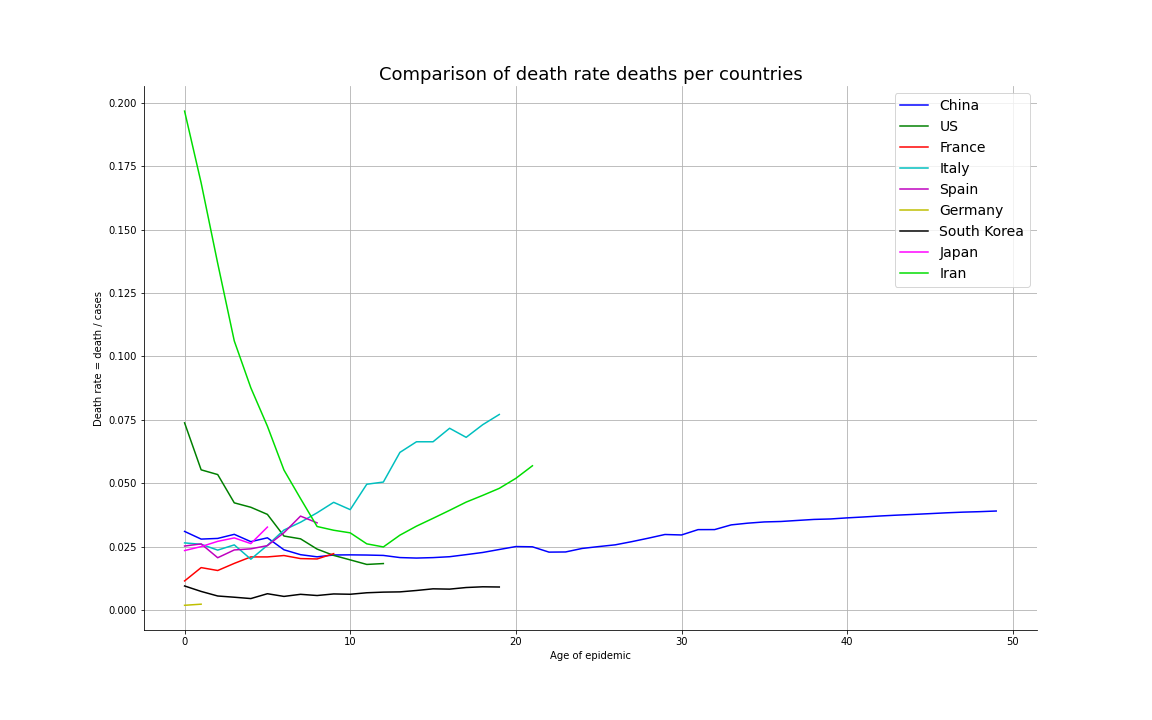 Comparison of death rate deaths per countries
Death rate = death / cases
0.200
0.175
0.150
0.125
0.100
0.075
0.050
0.025
0.000
China
US
France
Italy
Spain
Germany
South Korea
Japan
Iran
0
10
20
30
40
50
Age of epidemic